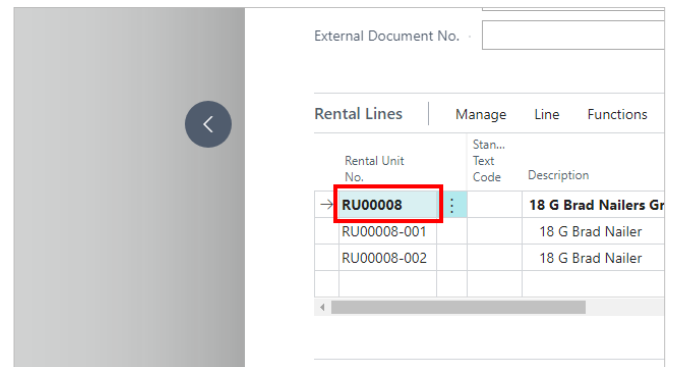 External Document No.
Rental Lines Manage Line Functions
Rental Unit No. Stan... Text Code Description
RU00008 18 G Brad Nailers Gr
RU00008-001 18 G Brad Nailer
RU00008-002 18 G Brad Nailer